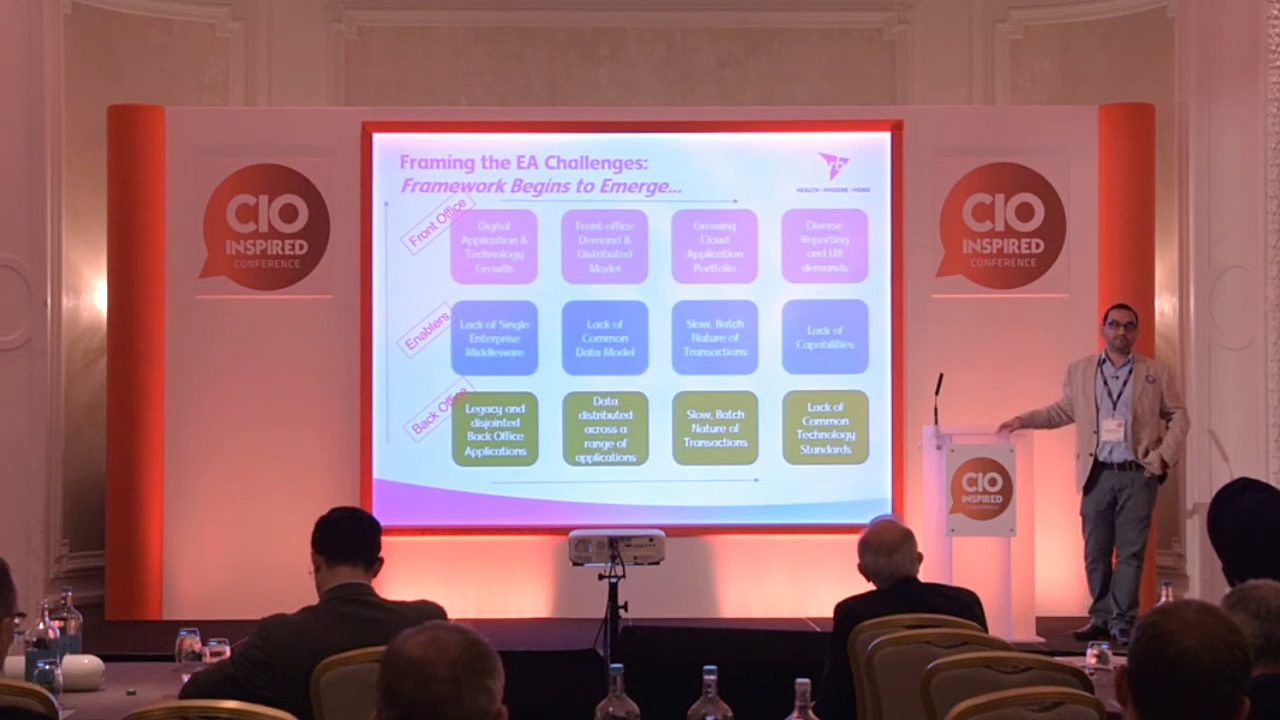 Framing the EA Challenges:
Framework Begins to Emerge...
rb
HEALTH • HYGIENE • HOME
Front Office
Digital
Application &
Technology
Growth
Front office
Demand &
Distributed
Model
Growing
Cloud
Application
Portfolio
Diverse
Reporting
and UX
demands
Enablers
Lack of Single
Enterprise
Middleware
Lack of
Common
Data Model
Slow, Batch
Nature of
Transactions
Lack of
Capabilities
Back Office
Legacy and
disjointed
Back Office
Applications
Data
distributed
across a
range of
applications
Slow, Batch
Nature of
Transactions
Lack of
Common
Technology
Standards
CIO
INSPIRED
CONFERENCE
CIO
INSPIRED
CONFERENCE
CIO
INSPIRED
CONFERENCE